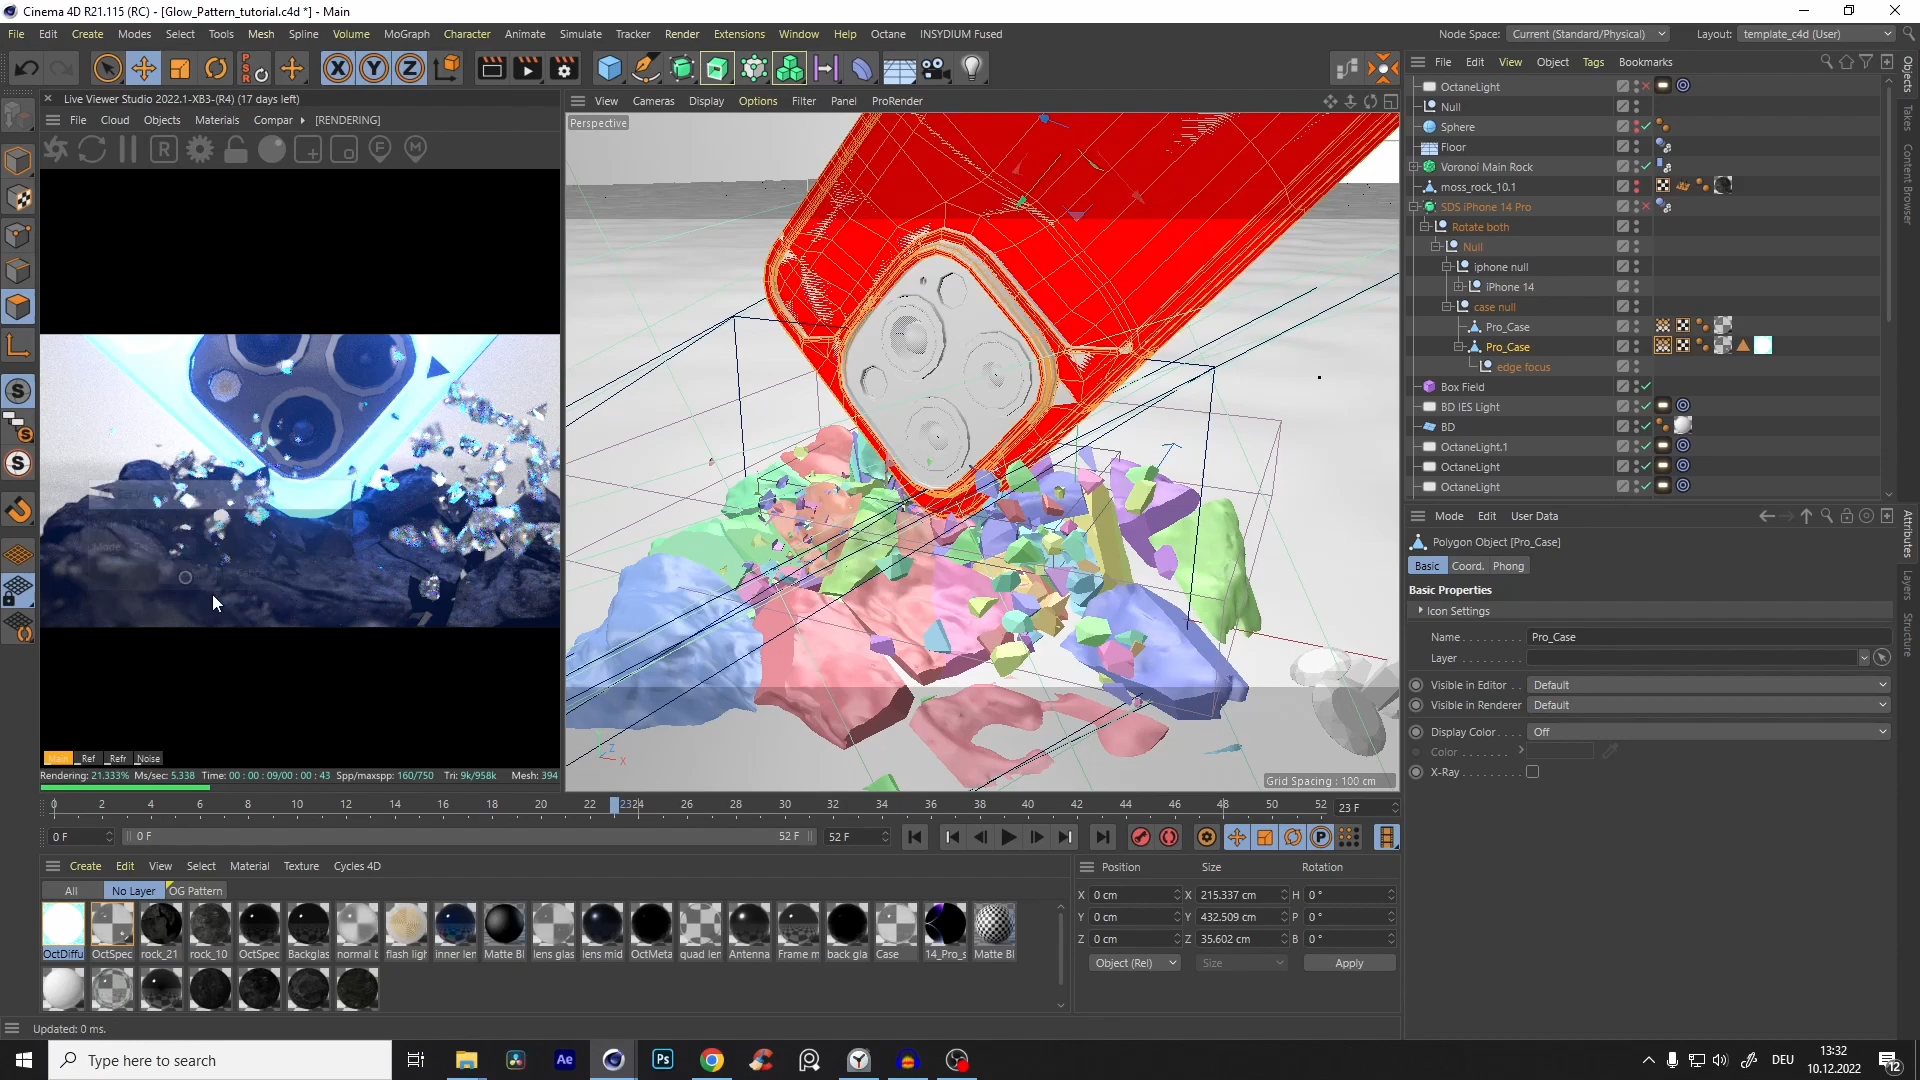 Cinema 4D R21.115 (RC) - [Glow_Pattern_tutorial.c4d *] - Main
File Edit Create Modes Select Tools Mesh Spline Volume MoGraph Character Animate Simulate Tracker Render Extensions Window Help Octane INSYDIUM Fused
Node Space: Current (Standard/Physical) Layout: template_c4d (User)
Live Viewer Studio 2022.1-XB3-(R4) (17 days left)
File Cloud Objects Materials Compar [RENDERING]
View Cameras Display Options Filter Panel ProRender
Perspective
File Edit View Object Tags Bookmarks
OctaneLight
Null
Sphere
Floor
Voronoi Main Rock
moss_rock_10.1
SDS iPhone 14 Pro
Rotate both
Null
iphone null
iPhone 14
case null
Pro_Case
Pro_Case
edge focus
Box Field
BD IES Light
BD
OctaneLight.1
OctaneLight
OctaneLight
Objects
Takes
Content Browser
Mode Edit User Data
Polygon Object [Pro_Case]
Basic Coord. Phong
Basic Properties
Icon Settings
Name Pro_Case
Layer
Visible in Editor Default
Visible in Renderer Default
Display Color Off
Color
X-Ray
Attributes
Layers
Structure
Main Ref Refr Noise
Rendering: 21.333% Ms/sec: 5.338 Time: 00 : 00 : 09/00 : 00 : 43 Spp/maxspp: 160/750 Tri: 9k/958k Mesh: 394
Grid Spacing : 100 cm
0 2 4 6 8 10 12 14 16 18 20 22 2324 26 28 30 32 34 36 38 40 42 44 46 48 50 52 23 F
0 F 0 F 52 F 52 F
Create Edit View Select Material Texture Cycles 4D
All No Layer OG Pattern
OctDiffu OctSpec rock_21 rock_10 OctSpec Backglas normal b flash ligh inner len Matte Bl lens glas lens mid OctMeta quad len Antenna Frame m back gla Case 14_Pro_s Matte Bl
Position Size Rotation
X 0 cm X 215.337 cm H 0 °
Y 0 cm Y 432.509 cm P 0 °
Z 0 cm Z 35.602 cm B 0 °
Object (Rel) Size Apply
Updated: 0 ms.
Type here to search
Ae Ps
DEU 13:32 10.12.2022 12